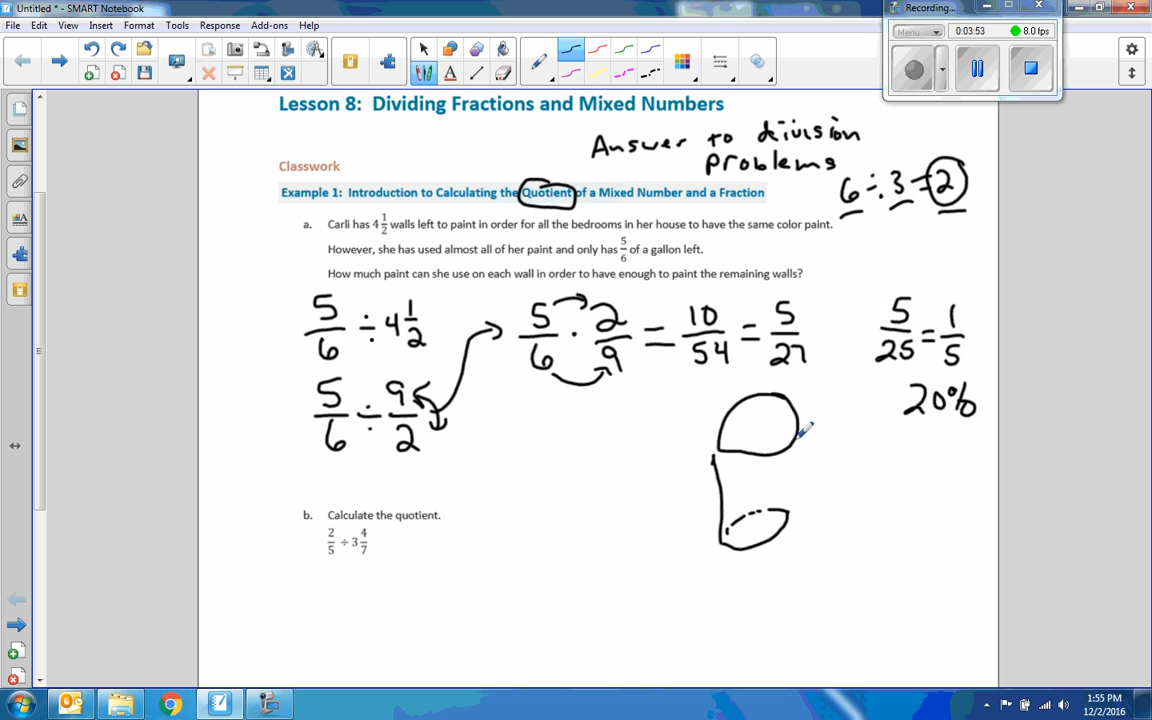 Untitled * - SMART Notebook
Recording...
File Edit View Insert Format Tools Response Add-ons Help
Menu 0:03:53 8.0 fps
Lesson 8: Dividing Fractions and Mixed Numbers
Answer to division
problems
Classwork
6 ÷ 3 = 2
Example 1: Introduction to Calculating the Quotient of a Mixed Number and a Fraction
a. Carli has 4 1/2 walls left to paint in order for all the bedrooms in her house to have the same color paint.
However, she has used almost all of her paint and only has 5/6 of a gallon left.
How much paint can she use on each wall in order to have enough to paint the remaining walls?
5/6 ÷ 4 1/2
5/6 · 2/9 = 10/54 = 5/27
5/25 = 1/5
20%
5/6 ÷ 9/2
b. Calculate the quotient.
2/5 ÷ 3 4/7
1:55 PM
12/2/2016